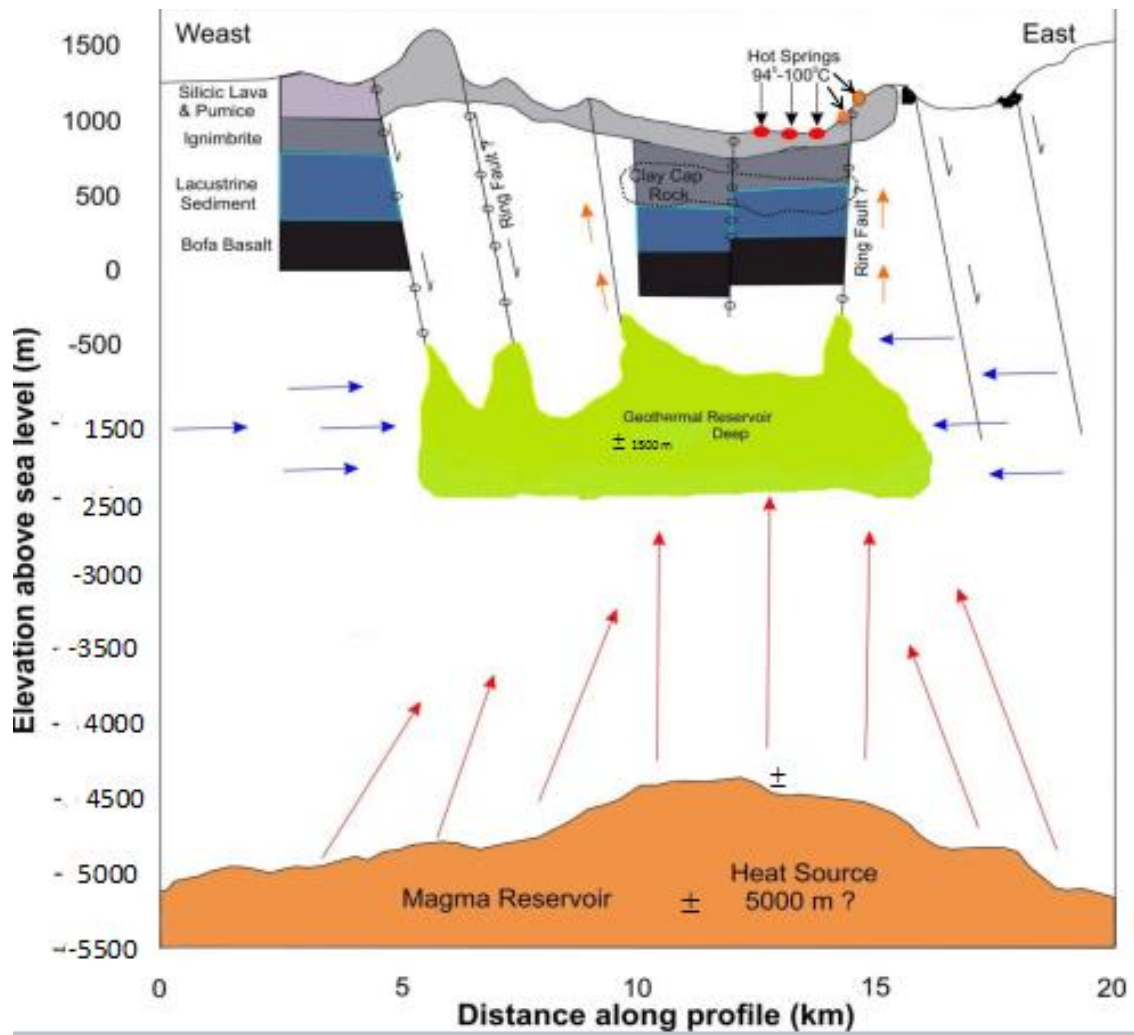 Weast
East
Hot Springs
94°-100°C
Silicic Lava
& Pumice
Ignimbrite
Lacustrine
Sediment
Bofa Basalt
Ring Fault ?
Clay Cap
Rock
Ring Fault ?
Geothermal Reservoir
Deep
± 1500 m
±
Heat Source
Magma Reservoir ± 5000 m ?
Elevation above sea level (m)
1500
1000
500
0
-500
- 1500
- 2500
-3000
- -3500
- 4000
- 4500
- 5000
--5500
0 5 10 15 20
Distance along profile (km)